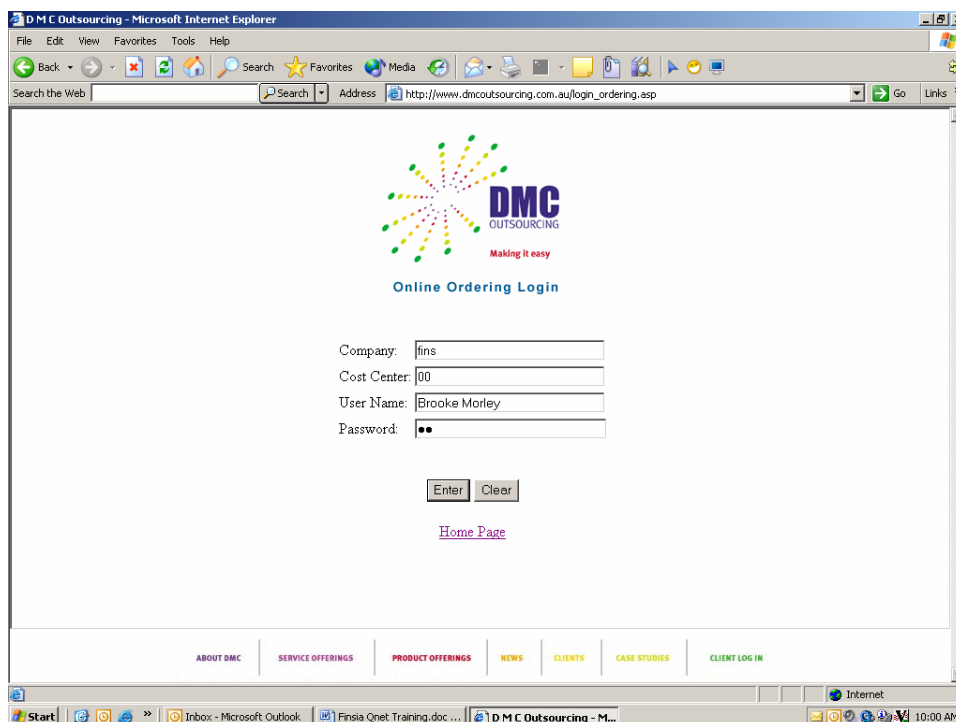 D M C Outsourcing - Microsoft Internet Explorer
File Edit View Favorites Tools Help
Back Search Favorites Media
Search the Web Search Address http://www.dmcoutsourcing.com.au/login_ordering.asp Go Links
DMC
OUTSOURCING
Making it easy
Online Ordering Login
Company: fins
Cost Center: 00
User Name: Brooke Morley
Password: ●●
Enter Clear
Home Page
ABOUT DMC SERVICE OFFERINGS PRODUCT OFFERINGS NEWS CLIENTS CASE STUDIES CLIENT LOG IN
Internet
Start Inbox - Microsoft Outlook Finsia Qnet Training.doc ... D M C Outsourcing - M... 10:00 AM